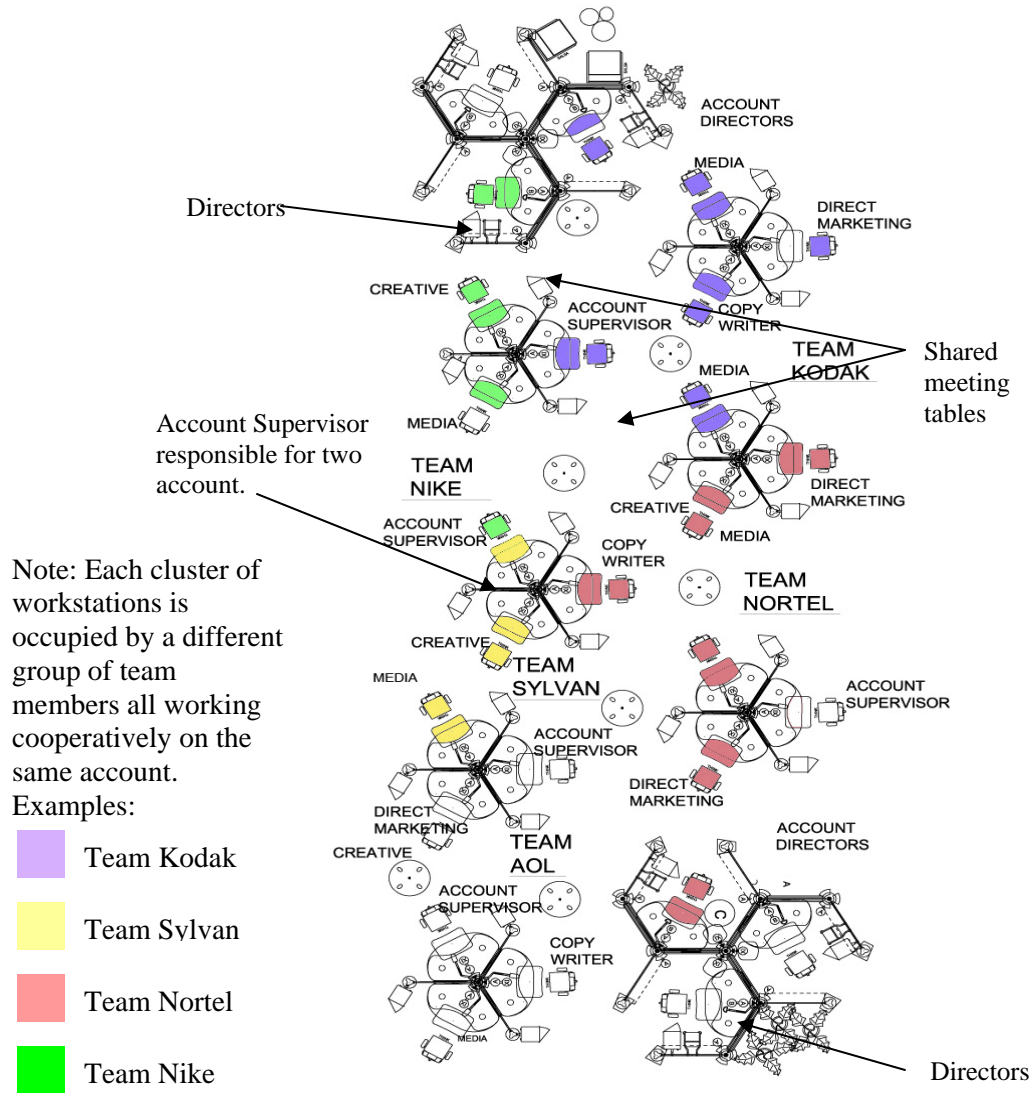 ACCOUNT
DIRECTORS
MEDIA
Directors
DIRECT
MARKETING
CREATIVE
ACCOUNT
SUPERVISOR
COPY
WRITER
TEAM
KODAK
Shared
meeting
tables
MEDIA
MEDIA
Account Supervisor
responsible for two
account.
TEAM
NIKE
DIRECT
MARKETING
CREATIVE
MEDIA
ACCOUNT
SUPERVISOR
COPY
WRITER
TEAM
NORTEL
Note: Each cluster of
workstations is
occupied by a different
group of team
members all working
cooperatively on the
same account.
Examples:
CREATIVE
TEAM
SYLVAN
MEDIA
ACCOUNT
SUPERVISOR
ACCOUNT
SUPERVISOR
DIRECT
MARKETING
DIRECT
MARKETING
CREATIVE
TEAM
AOL
ACCOUNT
DIRECTORS
Team Kodak
ACCOUNT
SUPERVISOR
Team Sylvan
COPY
WRITER
Team Nortel
MEDIA
Team Nike
Directors